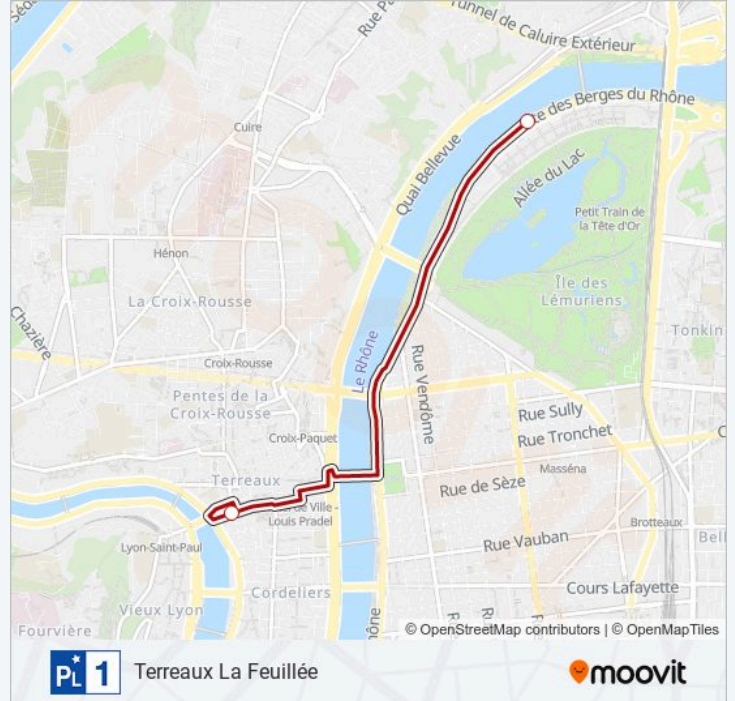 Tunnel de Caluire Extérieur
Rue Pa
Séd
te des Berges du Rhône
Cuire
Quai Bellevue
Allée du Lac
Petit Train de
la Tête d'Or
Hénon
Île des
Lémuriens
La Croix-Rousse
Chazière
Tonkin
Le Rhône
Croix-Rousse
Rue Vendôme
Pentes de la
Croix-Rousse
Rue Sully
Rue Tronchet
C
Croix-Paquet
Masséna
Terreaux
Rue de Sèze
de Ville -
Louis Pradel
Brotteaux
Rue Vauban
Bell
Lyon-Saint-Paul
Cours Lafayette
Cordeliers
Vieux Lyon
hône
Fourvière
© OpenStreetMap contributors | © OpenMapTiles
PL 1 Terreaux La Feuillée
moovit